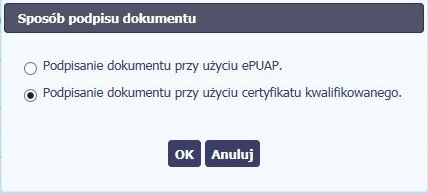 Sposób podpisu dokumentu
Podpisanie dokumentu przy użyciu ePUAP.
Podpisanie dokumentu przy użyciu certyfikatu kwalifikowanego.
OK Anuluj